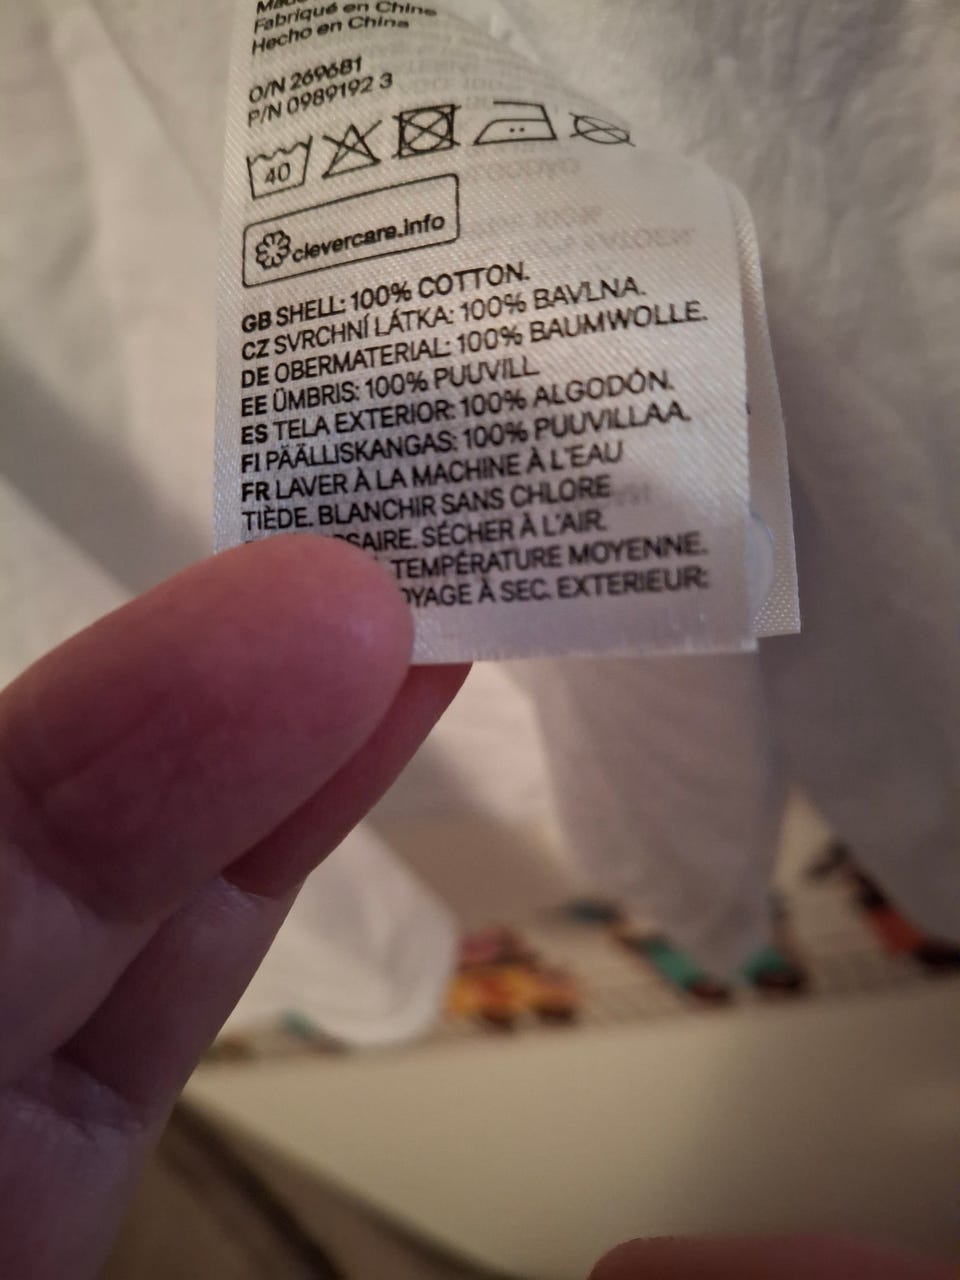 Fabriqué en Chine
Hecho en China
O/N 269681
P/N 0989192 3
40
clevercare.info
GB SHELL: 100% COTTON.
CZ SVRCHNÍ LÁTKA: 100% BAVLNA.
DE OBERMATERIAL: 100% BAUMWOLLE.
EE ÜMBRIS: 100% PUUVILL
ES TELA EXTERIOR: 100% ALGODÓN.
FI PÄÄLLISKANGAS: 100% PUUVILLAA.
FR LAVER À LA MACHINE À L'EAU
TIÈDE. BLANCHIR SANS CHLORE
SAIRE. SÉCHER À L'AIR.
TEMPÉRATURE MOYENNE.
OYAGE À SEC. EXTERIEUR: